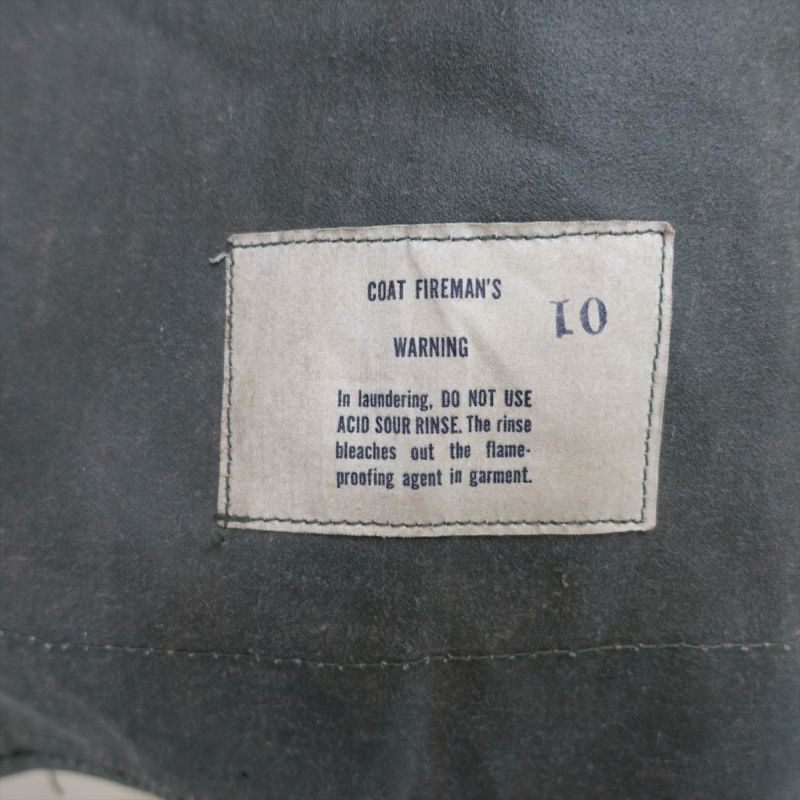 COAT FIREMAN'S
10
WARNING
In laundering, DO NOT USE
ACID SOUR RINSE. The rinse
bleaches out the flame-
proofing agent in garment.